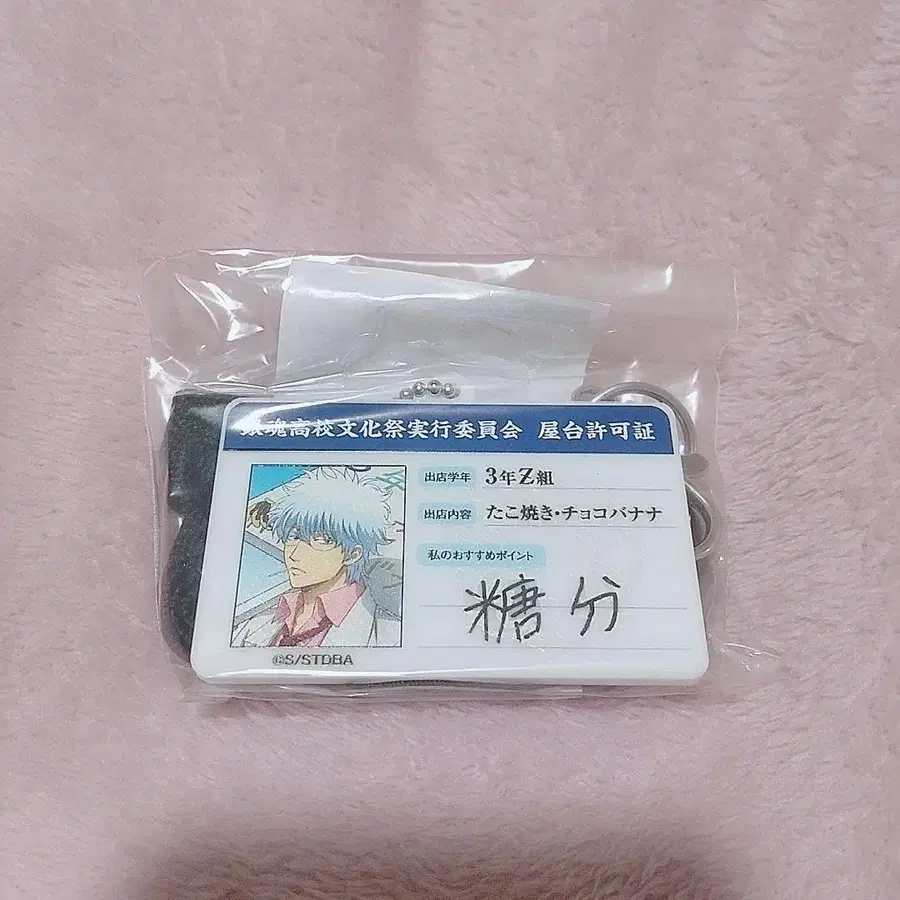 銀魂高校文化祭実行委員会 屋台許可証
出店学年 3年Z組
出店内容 たこ焼き・チョコバナナ
私のおすすめポイント
糖分
©S/STDBA